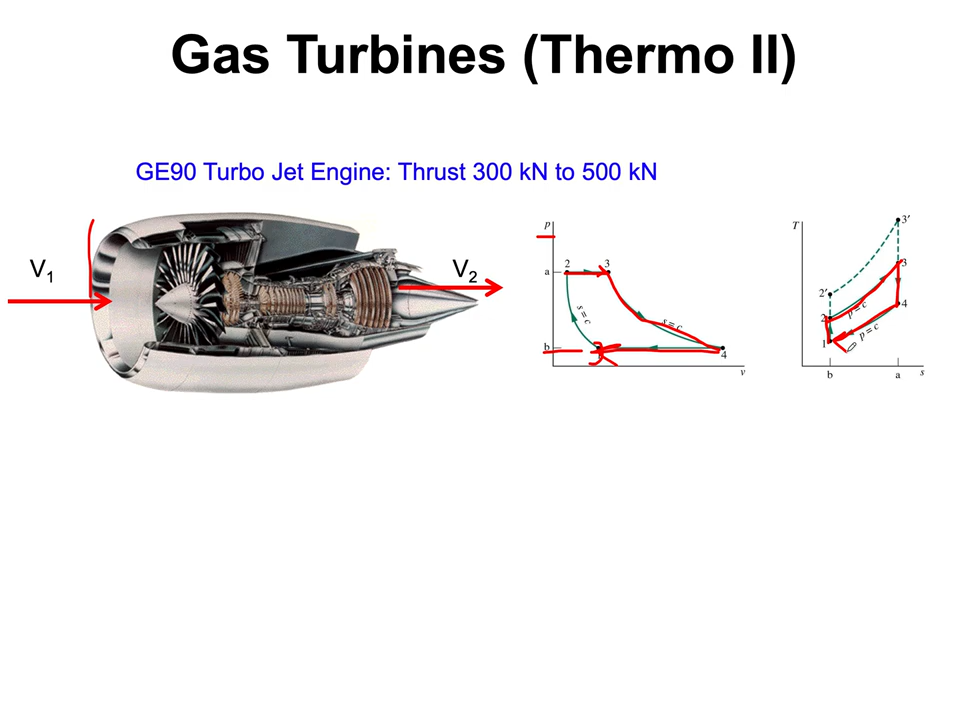 Gas Turbines (Thermo II)
GE90 Turbo Jet Engine: Thrust 300 kN to 500 kN
V1
V2
p
a
2
3
s = c
s = c
b
4
v
T
3′
3
2′
2
4
p = c
p = c
1
b
a
s